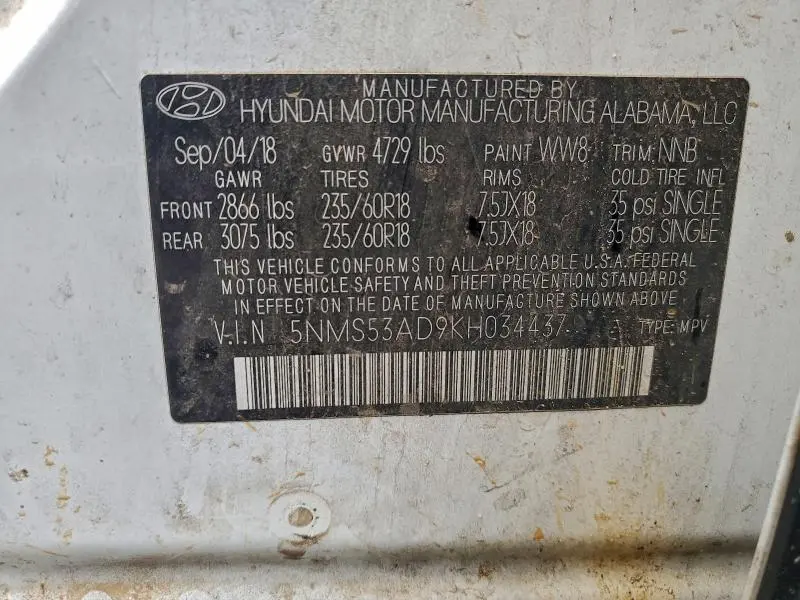 MANUFACTURED BY
HYUNDAI MOTOR MANUFACTURING ALABAMA, LLC
Sep/04/18 GVWR 4729 lbs PAINT WW8 TRIM: NNB
GAWR TIRES RIMS COLD TIRE INFL
FRONT 2866 lbs 235/60R18 7.5JX18 35 psi SINGLE
REAR 3075 lbs 235/60R18 7.5JX18 35 psi SINGLE
THIS VEHICLE CONFORMS TO ALL APPLICABLE U.S.A. FEDERAL
MOTOR VEHICLE SAFETY AND THEFT PREVENTION STANDARDS
IN EFFECT ON THE DATE OF MANUFACTURE SHOWN ABOVE.
V.I.N 5NMS53AD9KH034437 TYPE: MPV